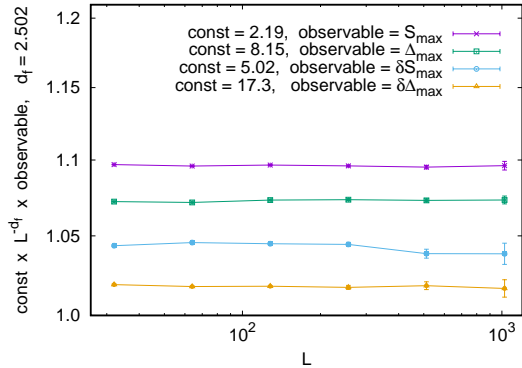 1.2
1.15
1.1
1.05
1.0
const x L^{-d_f} x observable, d_f = 2.502
const = 2.19, observable = S_max
const = 8.15, observable = Δ_max
const = 5.02, observable = δS_max
const = 17.3, observable = δΔ_max
10^2
10^3
L